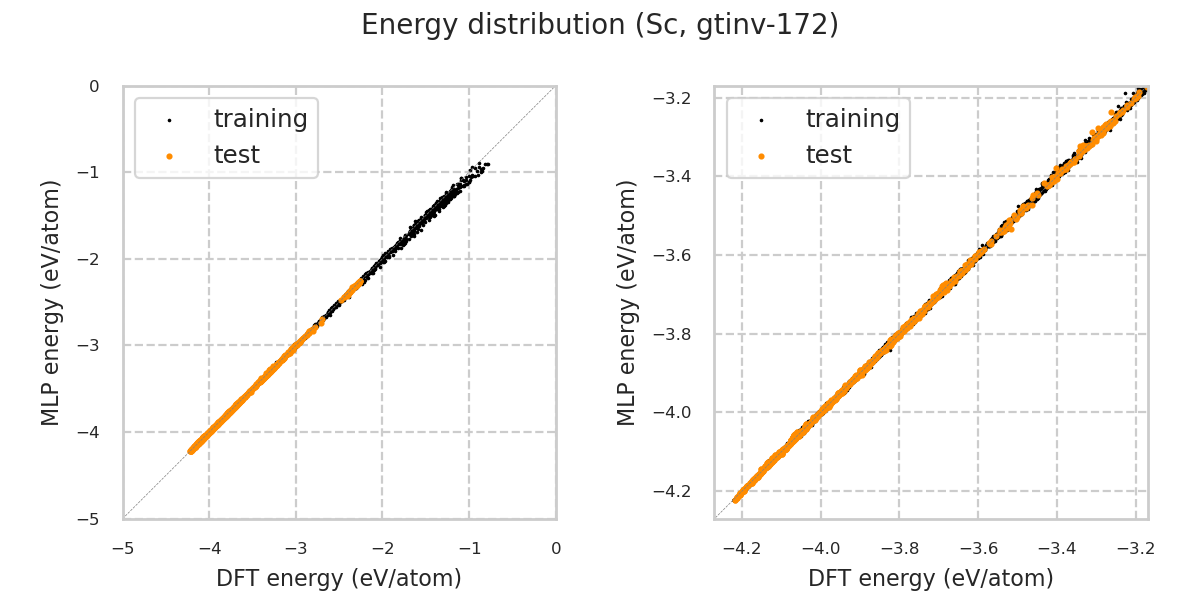 Energy distribution (Sc, gtinv-172)
training
test
0
−1
−2
−3
−4
−5
−5
−4
−3
−2
−1
0
MLP energy (eV/atom)
DFT energy (eV/atom)
training
test
−3.2
−3.4
−3.6
−3.8
−4.0
−4.2
−4.2
−4.0
−3.8
−3.6
−3.4
−3.2
MLP energy (eV/atom)
DFT energy (eV/atom)